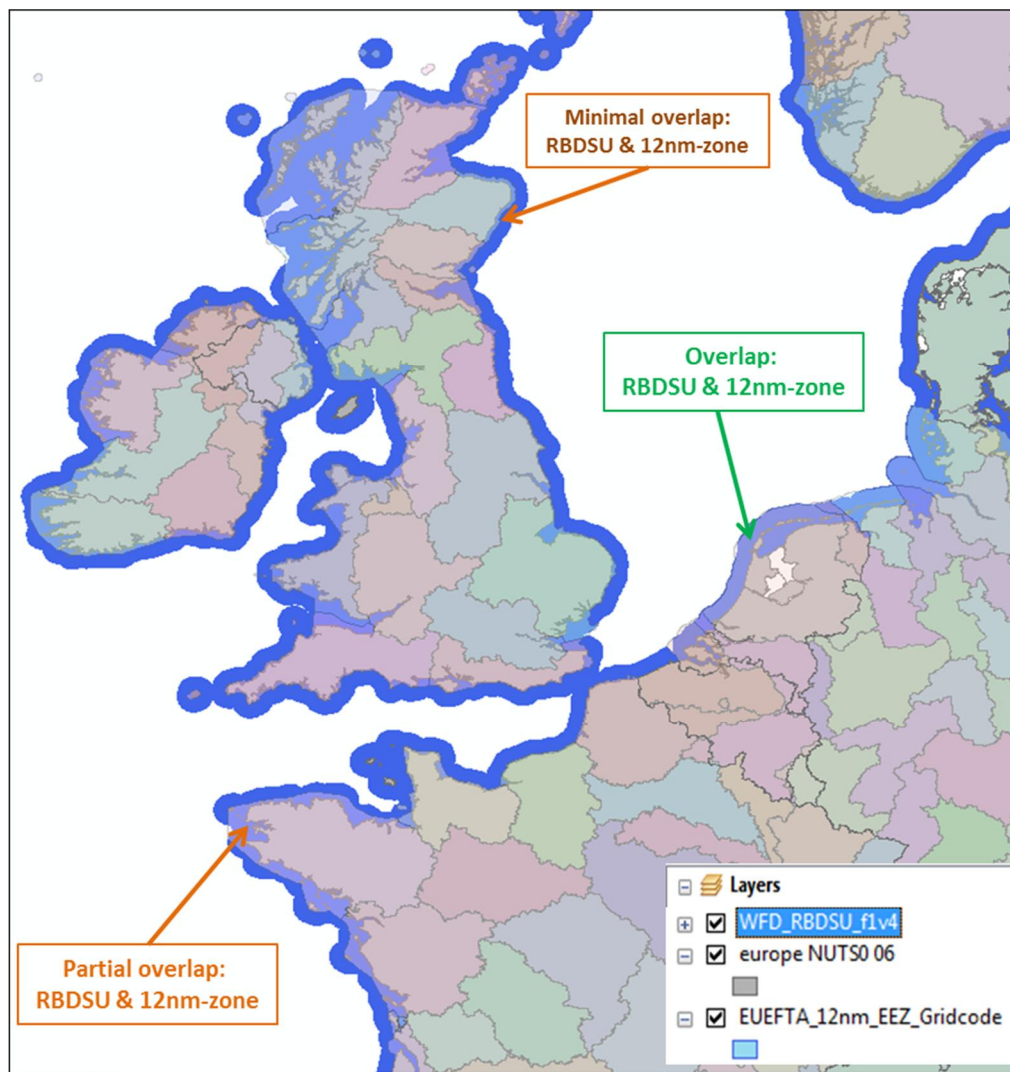 Minimal overlap:
RBDSU & 12nm-zone
Overlap:
RBDSU & 12nm-zone
Partial overlap:
RBDSU & 12nm-zone
Layers
WFD_RBDSU_f1v4
europe NUTS0 06
EUEFTA_12nm_EEZ_Gridcode